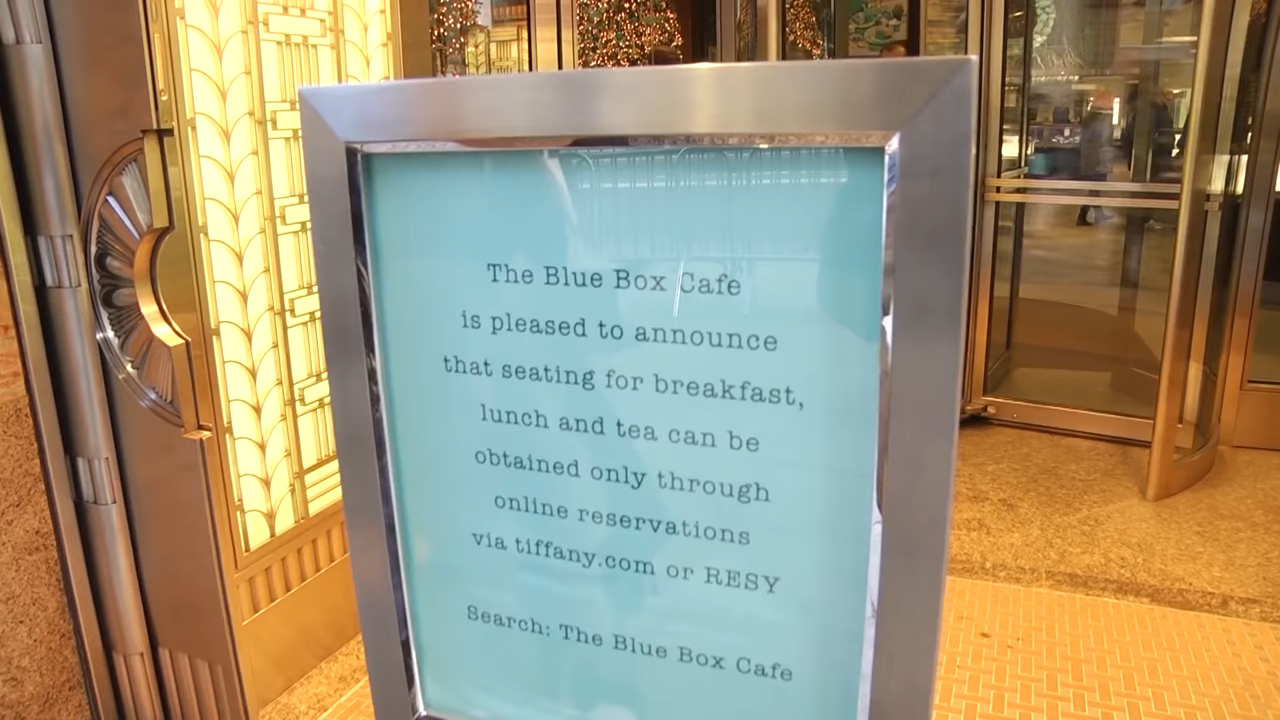 The Blue Box Cafe
is pleased to announce
that seating for breakfast,
lunch and tea can be
obtained only through
online reservations
via tiffany.com or RESY
Search: The Blue Box Cafe